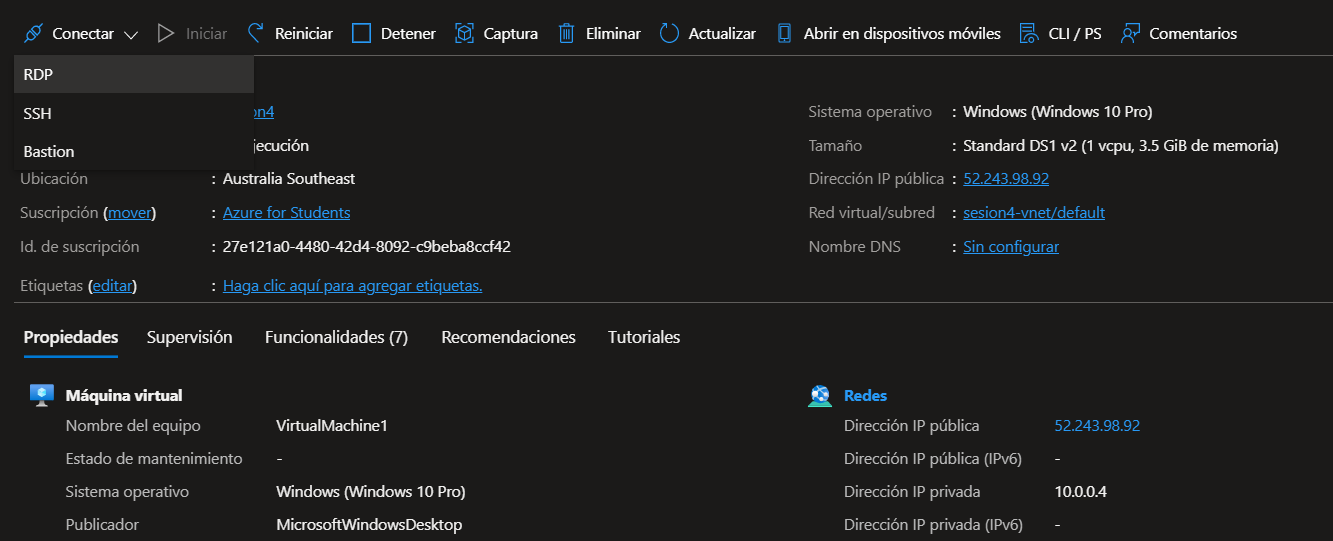 Conectar Iniciar Reiniciar Detener Captura Eliminar Actualizar Abrir en dispositivos móviles CLI / PS Comentarios
RDP
SSH
Bastion
on4
jecución
Ubicación : Australia Southeast
Suscripción (mover) : Azure for Students
Id. de suscripción : 27e121a0-4480-42d4-8092-c9beba8ccf42
Etiquetas (editar) : Haga clic aquí para agregar etiquetas.
Sistema operativo : Windows (Windows 10 Pro)
Tamaño : Standard DS1 v2 (1 vcpu, 3.5 GiB de memoria)
Dirección IP pública : 52.243.98.92
Red virtual/subred : sesion4-vnet/default
Nombre DNS : Sin configurar
Propiedades Supervisión Funcionalidades (7) Recomendaciones Tutoriales
Máquina virtual
Nombre del equipo VirtualMachine1
Estado de mantenimiento -
Sistema operativo Windows (Windows 10 Pro)
Publicador MicrosoftWindowsDesktop
Redes
Dirección IP pública 52.243.98.92
Dirección IP pública (IPv6) -
Dirección IP privada 10.0.0.4
Dirección IP privada (IPv6) -